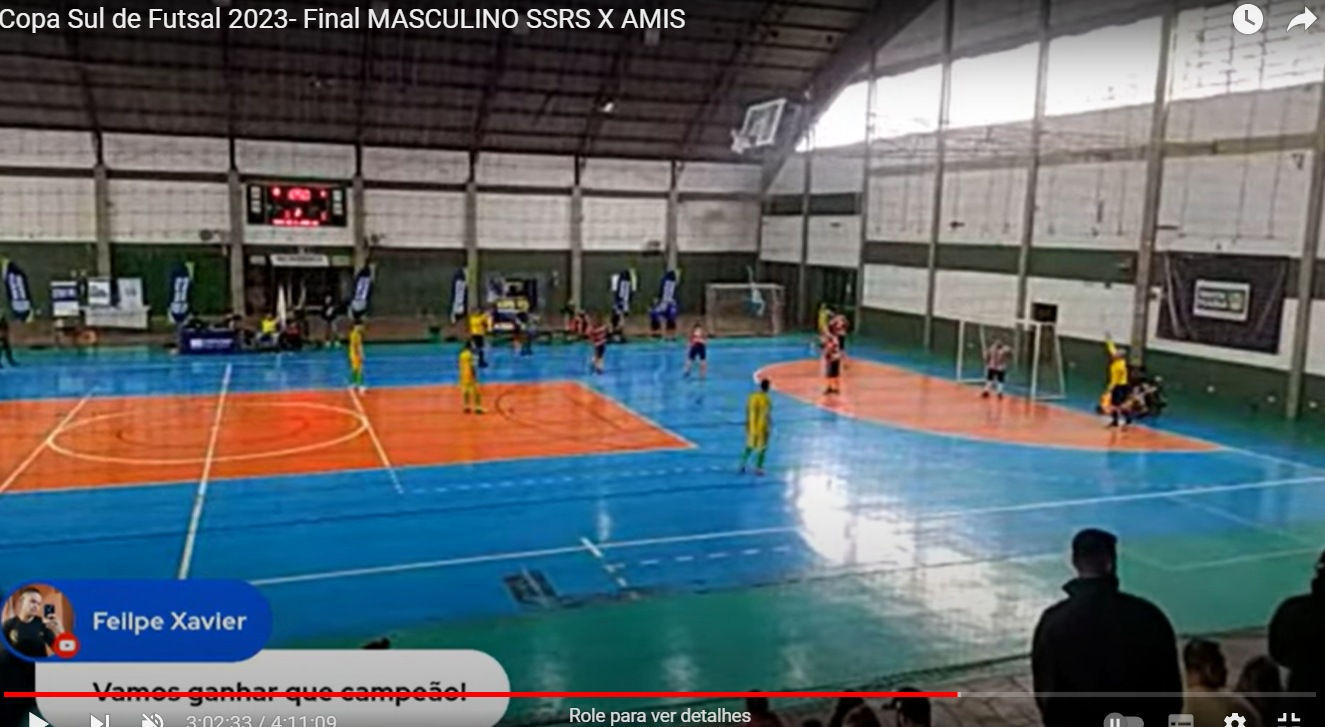 Copa Sul de Futsal 2023- Final MASCULINO SSRS X AMIS
Felipe Xavier
Vamos ganhar que campeão!
3:02:33 / 4:11:09
Role para ver detalhes